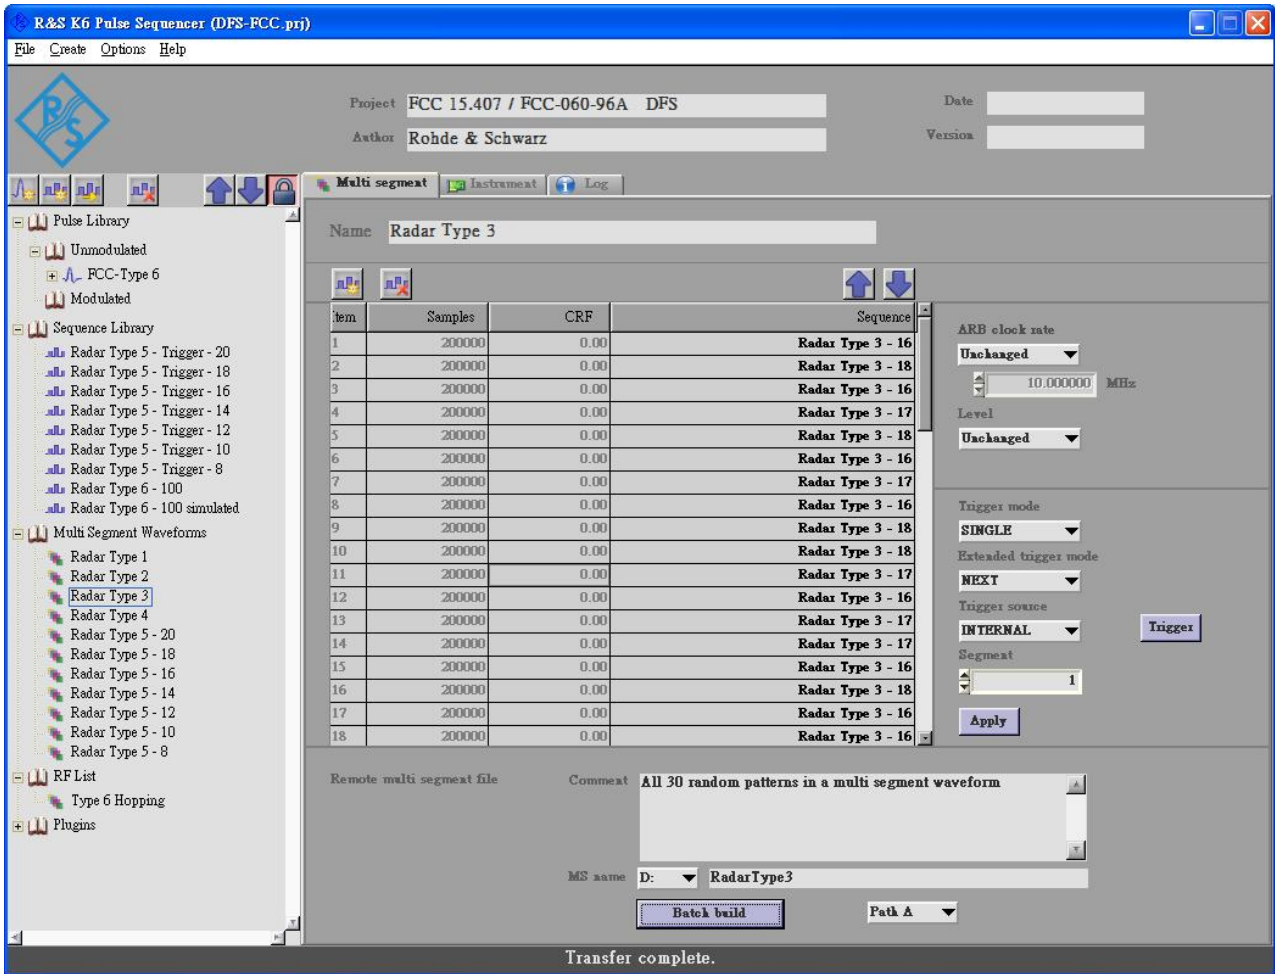 R&S K6 Pulse Sequencer (DFS-FCC.prj)
File Create Options Help
R&S
Project FCC 15.407 / FCC-060-96A DFS
Date
Author Rohde & Schwarz
Version
Multi segment Instrument Log
Pulse Library
Unmodulated
FCC-Type 6
Modulated
Sequence Library
Radar Type 5 - Trigger - 20
Radar Type 5 - Trigger - 18
Radar Type 5 - Trigger - 16
Radar Type 5 - Trigger - 14
Radar Type 5 - Trigger - 12
Radar Type 5 - Trigger - 10
Radar Type 5 - Trigger - 8
Radar Type 6 - 100
Radar Type 6 - 100 simulated
Multi Segment Waveforms
Radar Type 1
Radar Type 2
Radar Type 3
Radar Type 4
Radar Type 5 - 20
Radar Type 5 - 18
Radar Type 5 - 16
Radar Type 5 - 14
Radar Type 5 - 12
Radar Type 5 - 10
Radar Type 5 - 8
RF List
Type 6 Hopping
Plugins
Name Radar Type 3
Item Samples CRF Sequence
1 200000 0.00 Radar Type 3 - 16
2 200000 0.00 Radar Type 3 - 18
3 200000 0.00 Radar Type 3 - 16
4 200000 0.00 Radar Type 3 - 17
5 200000 0.00 Radar Type 3 - 18
6 200000 0.00 Radar Type 3 - 16
7 200000 0.00 Radar Type 3 - 17
8 200000 0.00 Radar Type 3 - 16
9 200000 0.00 Radar Type 3 - 18
10 200000 0.00 Radar Type 3 - 18
11 200000 0.00 Radar Type 3 - 17
12 200000 0.00 Radar Type 3 - 16
13 200000 0.00 Radar Type 3 - 17
14 200000 0.00 Radar Type 3 - 17
15 200000 0.00 Radar Type 3 - 16
16 200000 0.00 Radar Type 3 - 18
17 200000 0.00 Radar Type 3 - 16
18 200000 0.00 Radar Type 3 - 16
ARB clock rate
Unchanged
10.000000 MHz
Level
Unchanged
Trigger mode
SINGLE
Extended trigger mode
NEXT
Trigger source
INTERNAL
Trigger
Segment
1
Apply
Remote multi segment file
Comment All 30 random patterns in a multi segment waveform
MS name D: RadarType3
Batch build Path A
Transfer complete.